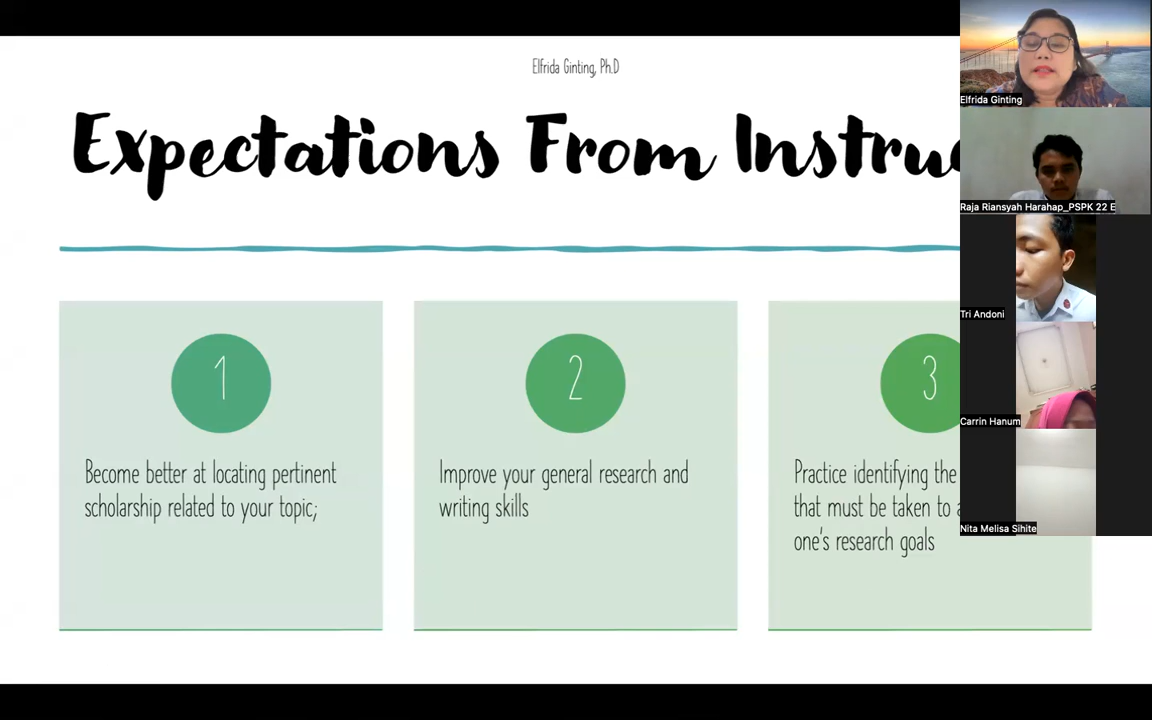 Elfrida Ginting, Ph.D
Expectations From
1
2
3
Become better at locating pertinent
scholarship related to your topic;
Improve your general research and
writing skills
Practice identifying the
that must be taken to
one's research goals
Elfrida Ginting
Raja Riansyah Harahap_PSPK 22 E
Tri Andoni
Carrin Hanum
Nita Melisa Sihite